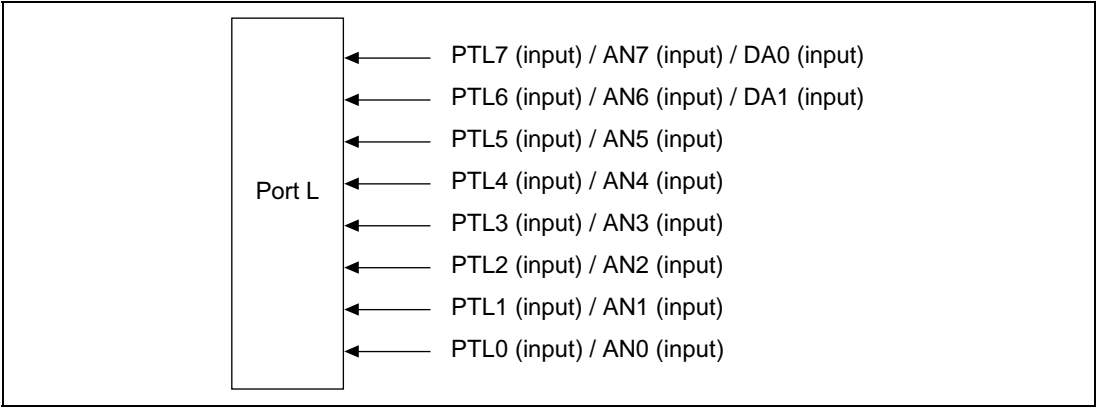 PTL7 (input) / AN7 (input) / DA0 (input)
PTL6 (input) / AN6 (input) / DA1 (input)
PTL5 (input) / AN5 (input)
PTL4 (input) / AN4 (input)
Port L
PTL3 (input) / AN3 (input)
PTL2 (input) / AN2 (input)
PTL1 (input) / AN1 (input)
PTL0 (input) / AN0 (input)